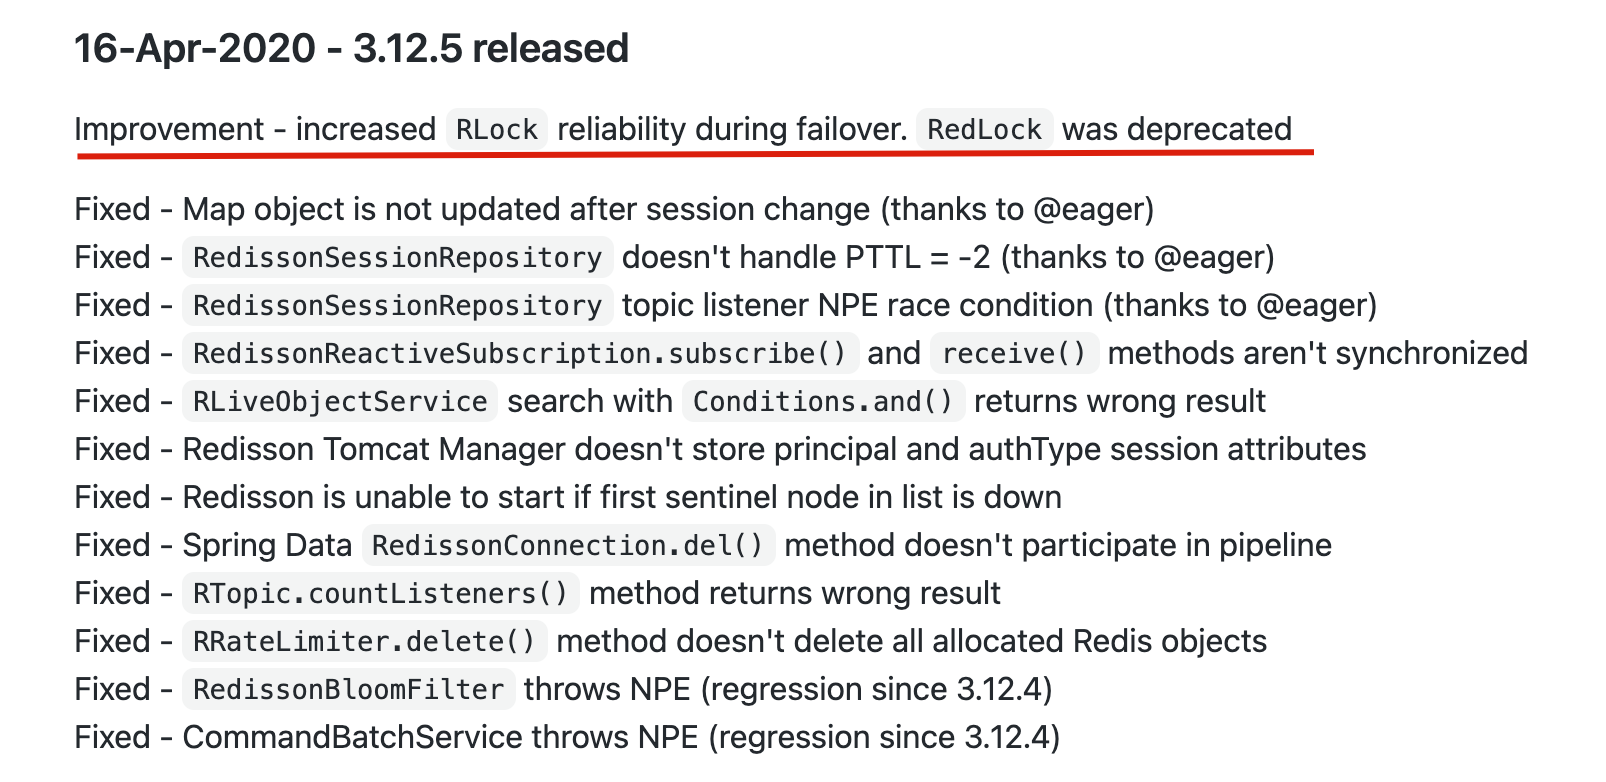 16-Apr-2020 - 3.12.5 released
Improvement - increased RLock reliability during failover. RedLock was deprecated
Fixed - Map object is not updated after session change (thanks to @eager)
Fixed - RedissonSessionRepository doesn't handle PTTL = -2 (thanks to @eager)
Fixed - RedissonSessionRepository topic listener NPE race condition (thanks to @eager)
Fixed - RedissonReactiveSubscription.subscribe() and receive() methods aren't synchronized
Fixed - RLiveObjectService search with Conditions.and() returns wrong result
Fixed - Redisson Tomcat Manager doesn't store principal and authType session attributes
Fixed - Redisson is unable to start if first sentinel node in list is down
Fixed - Spring Data RedissonConnection.del() method doesn't participate in pipeline
Fixed - RTopic.countListeners() method returns wrong result
Fixed - RRateLimiter.delete() method doesn't delete all allocated Redis objects
Fixed - RedissonBloomFilter throws NPE (regression since 3.12.4)
Fixed - CommandBatchService throws NPE (regression since 3.12.4)